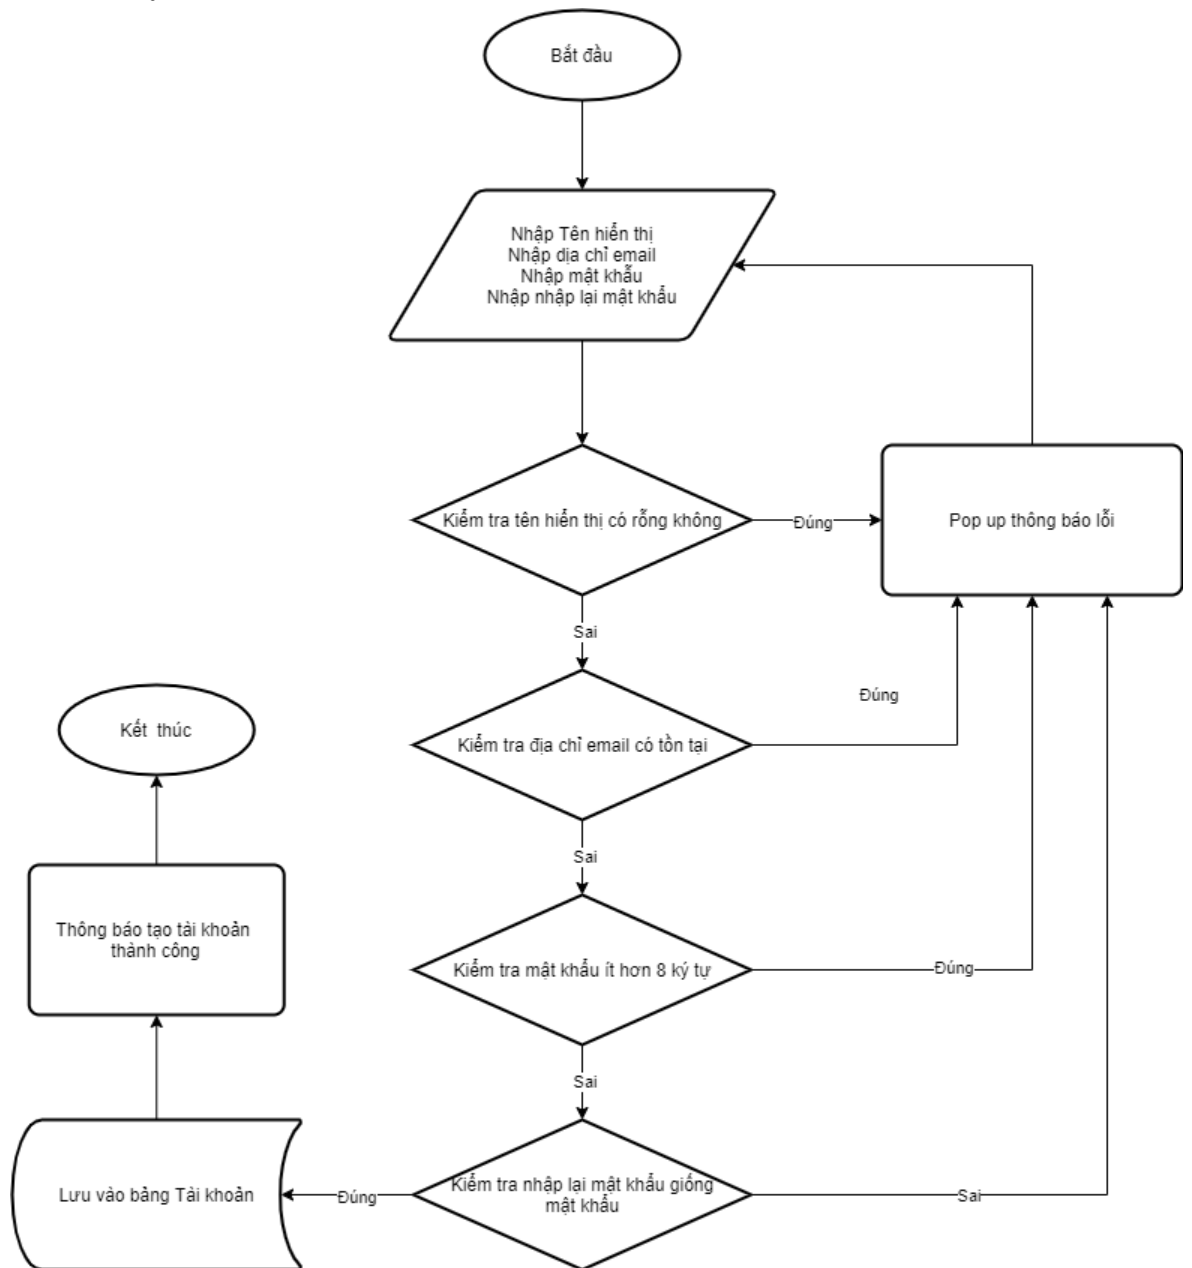 Bắt đầu
Nhập Tên hiển thị
Nhập dịa chỉ email
Nhập mật khẩu
Nhập nhập lại mật khẩu
Kiểm tra tên hiển thị có rỗng không
Đúng
Pop up thông báo lỗi
Sai
Đúng
Kiểm tra địa chỉ email có tồn tại
Sai
Kiểm tra mật khẩu ít hơn 8 ký tự
Đúng
Sai
Kiểm tra nhập lại mật khẩu giống
mật khẩu
Sai
Đúng
Lưu vào bảng Tài khoản
Thông báo tạo tài khoản
thành công
Kết thúc